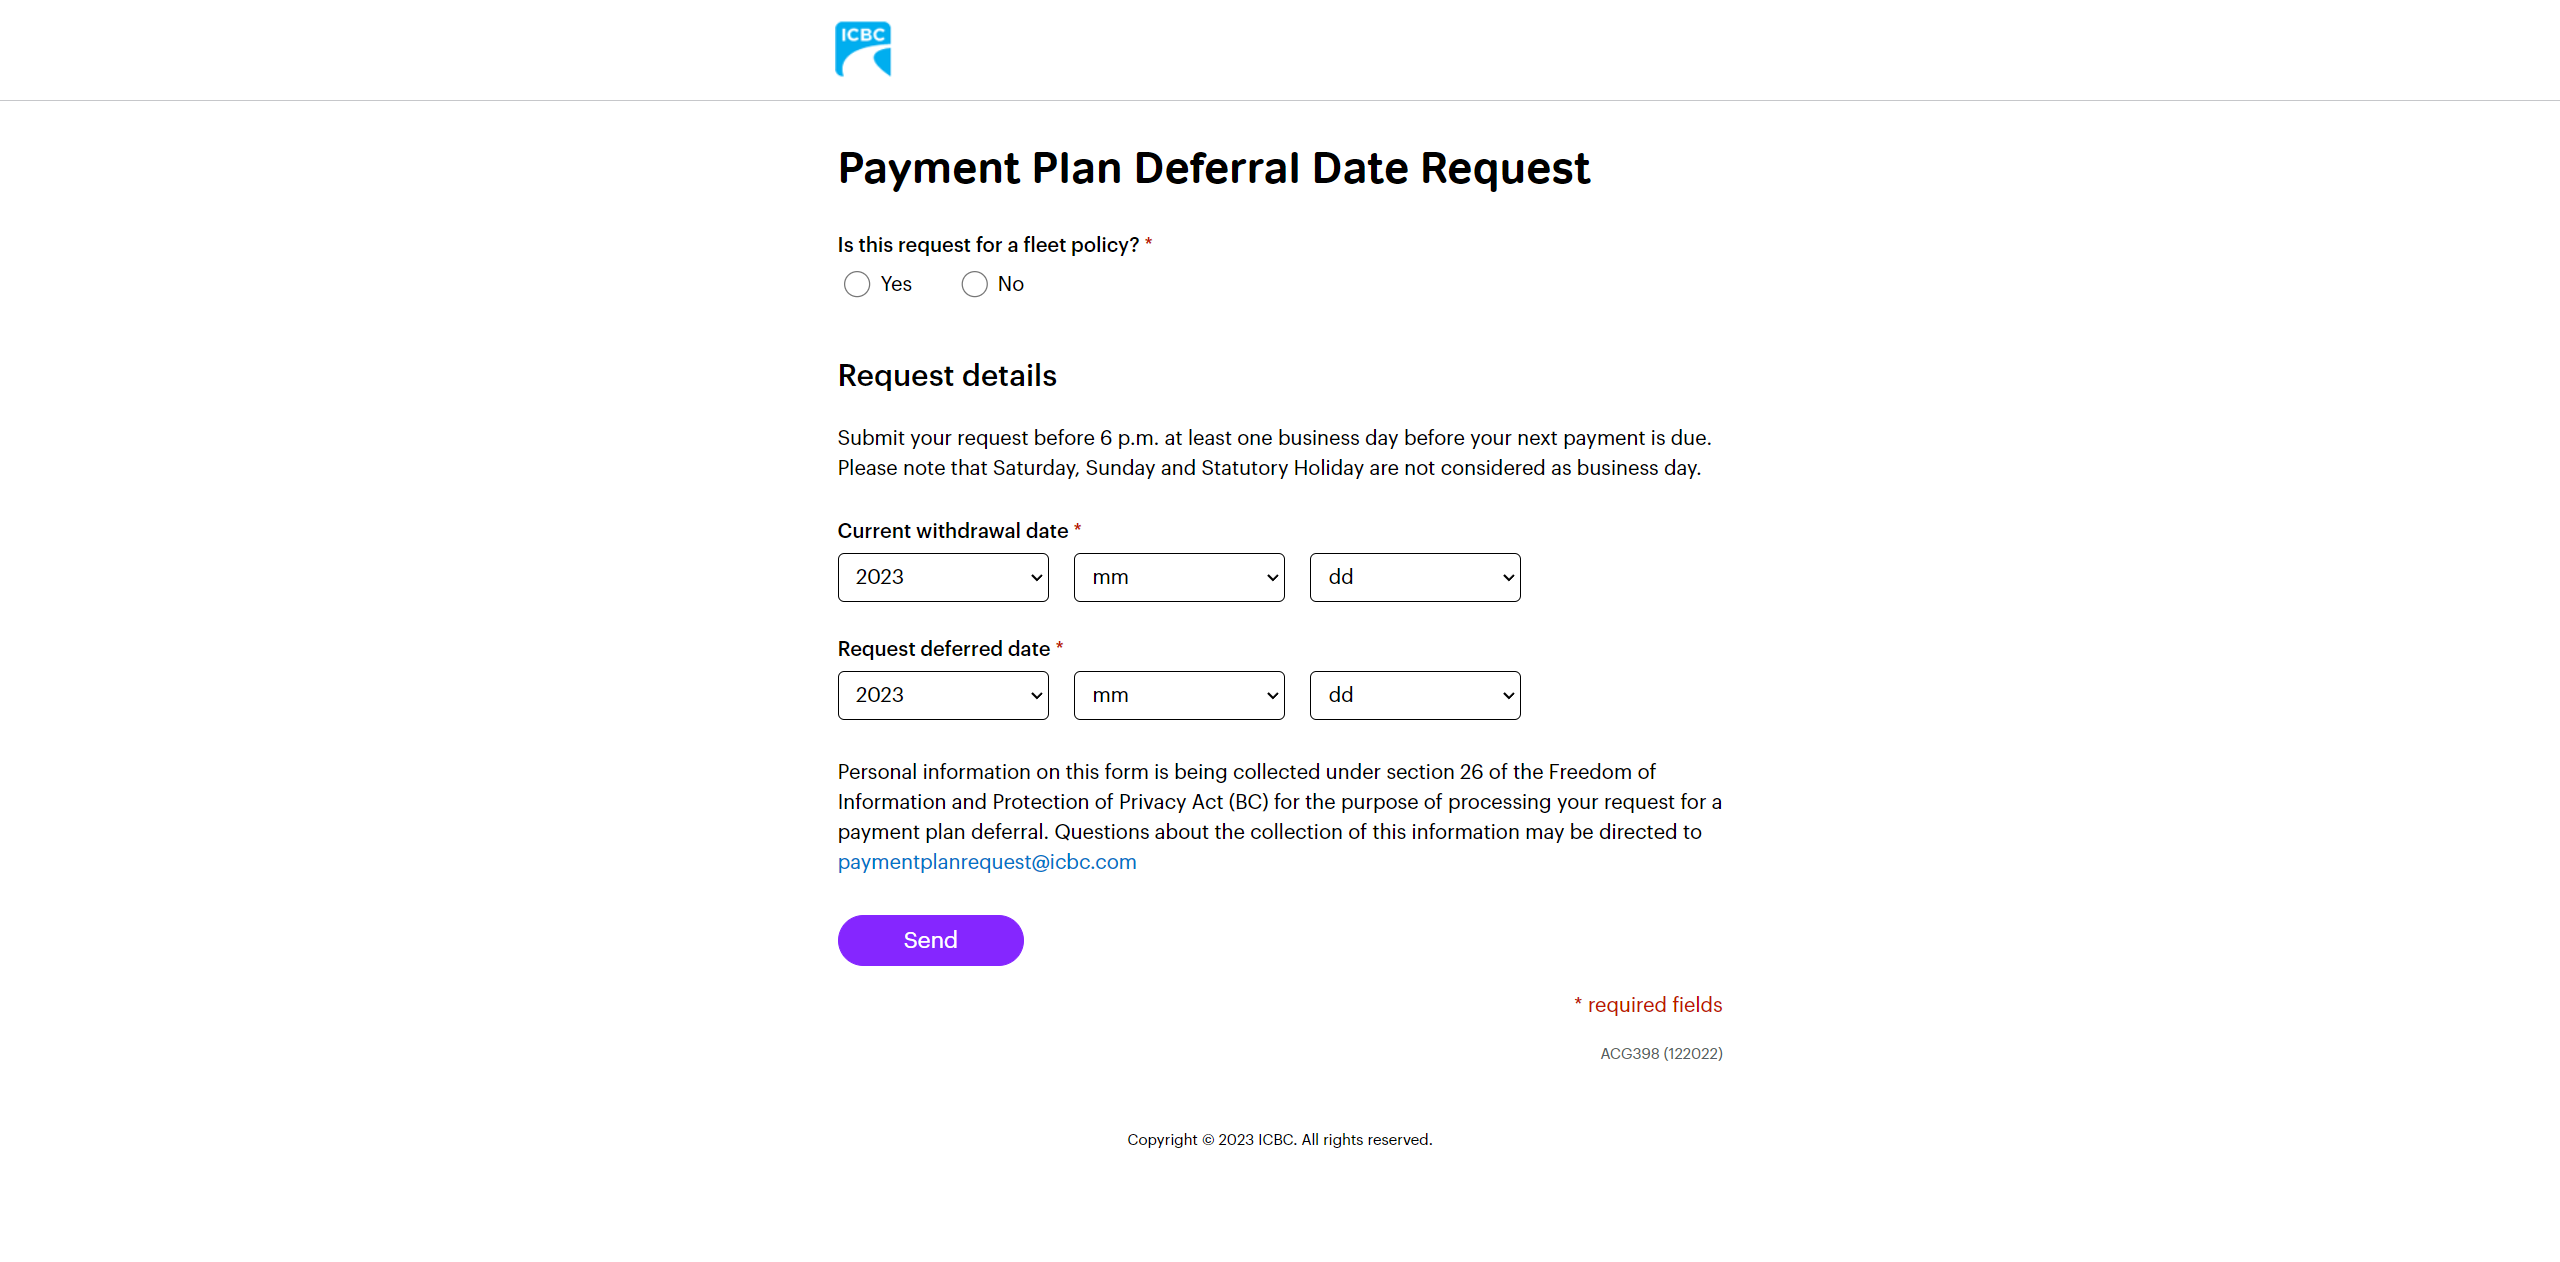 ICBC
Payment Plan Deferral Date Request
Is this request for a fleet policy? *
Yes No
Request details
Submit your request before 6 p.m. at least one business day before your next payment is due.
Please note that Saturday, Sunday and Statutory Holiday are not considered as business day.
Current withdrawal date *
2023 mm dd
Request deferred date *
2023 mm dd
Personal information on this form is being collected under section 26 of the Freedom of
Information and Protection of Privacy Act (BC) for the purpose of processing your request for a
payment plan deferral. Questions about the collection of this information may be directed to
paymentplanrequest@icbc.com
Send
* required fields
ACG398 (122022)
Copyright © 2023 ICBC. All rights reserved.